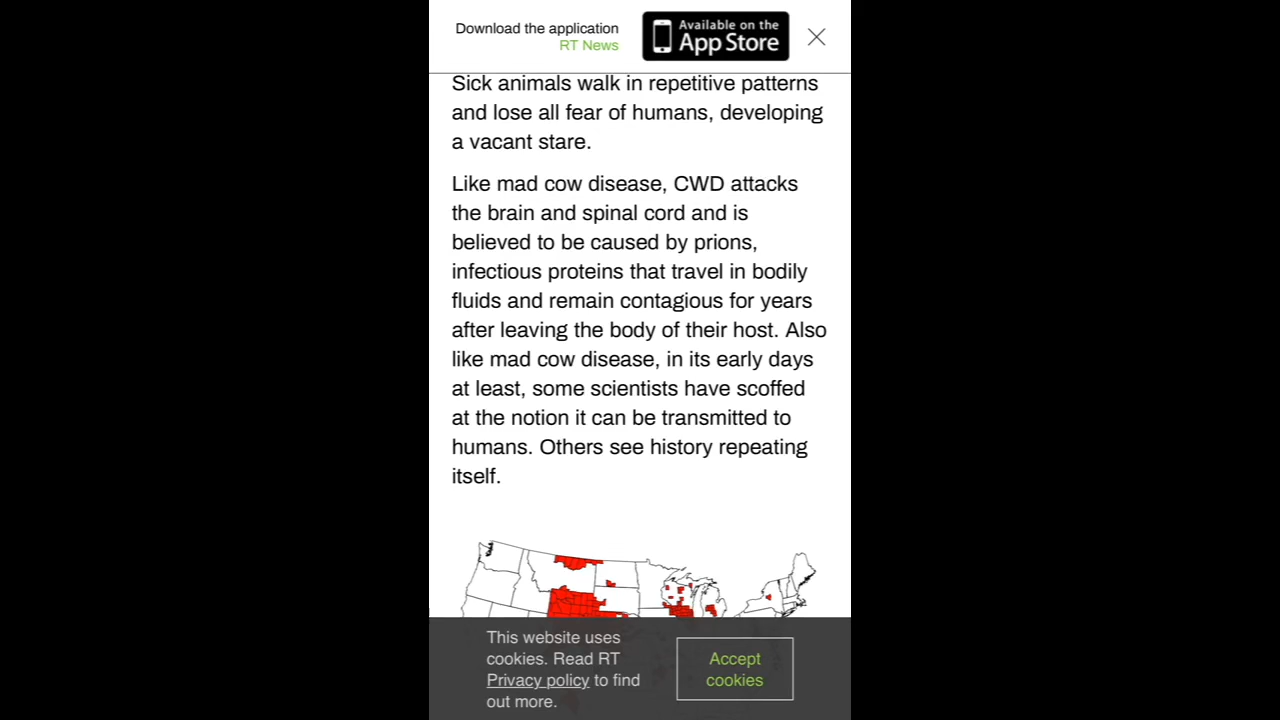 Download the application
RT News
Available on the
App Store
Sick animals walk in repetitive patterns
and lose all fear of humans, developing
a vacant stare.
Like mad cow disease, CWD attacks
the brain and spinal cord and is
believed to be caused by prions,
infectious proteins that travel in bodily
fluids and remain contagious for years
after leaving the body of their host. Also
like mad cow disease, in its early days
at least, some scientists have scoffed
at the notion it can be transmitted to
humans. Others see history repeating
itself.
This website uses
cookies. Read RT
Privacy policy to find
out more.
Accept
cookies